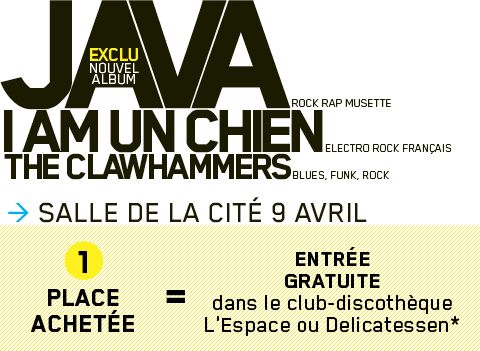 JAVA
EXCLU
NOUVEL
ALBUM
ROCK RAP MUSETTE
I AM UN CHIEN ELECTRO ROCK FRANÇAIS
THE CLAWHAMMERS BLUES, FUNK, ROCK
→ SALLE DE LA CITÉ 9 AVRIL
1
PLACE
ACHETÉE
=
ENTRÉE
GRATUITE
dans le club-discothèque
L'Espace ou Delicatessen*